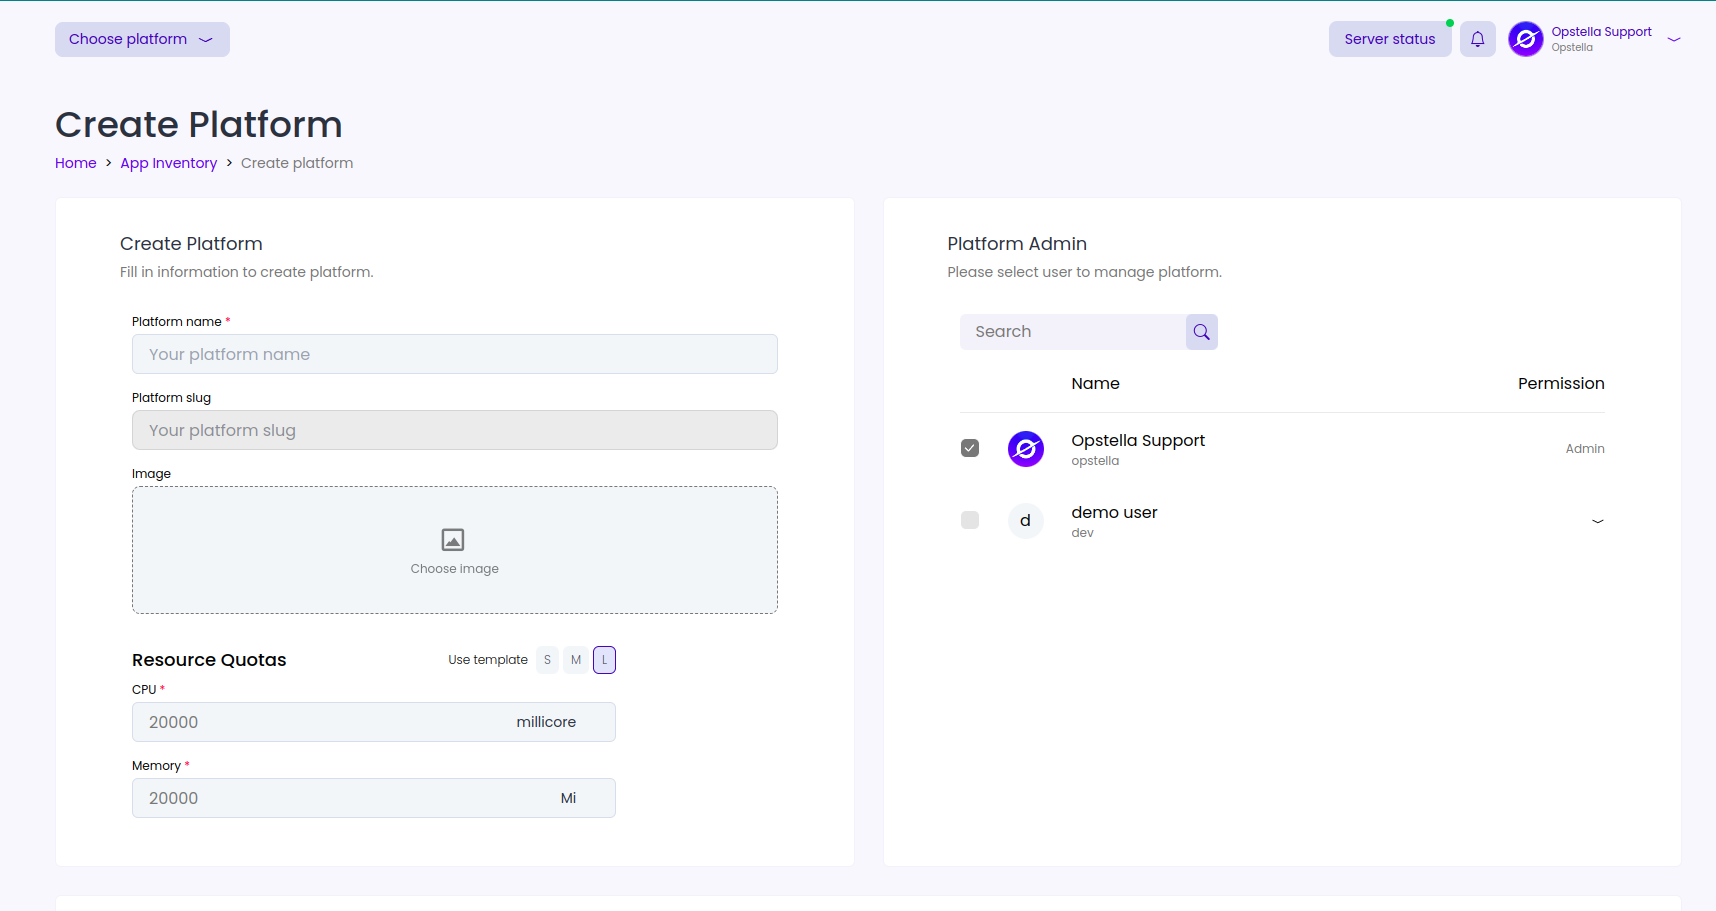 Choose platform
Server status
Opstella Support
Opstella
Create Platform
Home > App Inventory > Create platform
Create Platform
Fill in information to create platform.
Platform name *
Your platform name
Platform slug
Your platform slug
Image
Choose image
Resource Quotas
Use template S M L
CPU *
20000 millicore
Memory *
20000 Mi
Platform Admin
Please select user to manage platform.
Search
Name Permission
Opstella Support
opstella
Admin
d
demo user
dev